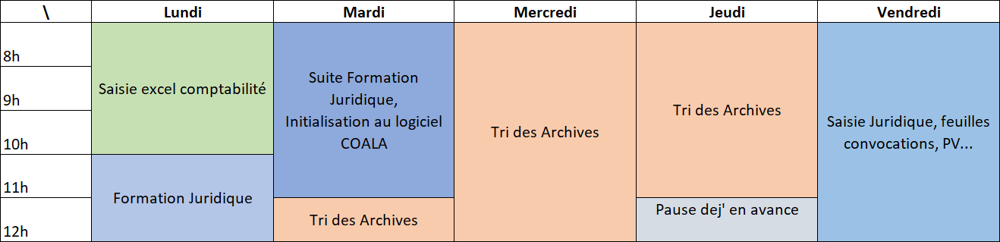 \ Lundi Mardi Mercredi Jeudi Vendredi
8h
9h
10h
11h
12h
Saisie excel comptabilité
Formation Juridique
Suite Formation
Juridique,
Initialisation au logiciel
COALA
Tri des Archives
Tri des Archives
Tri des Archives
Pause dej' en avance
Saisie Juridique, feuilles
convocations, PV...